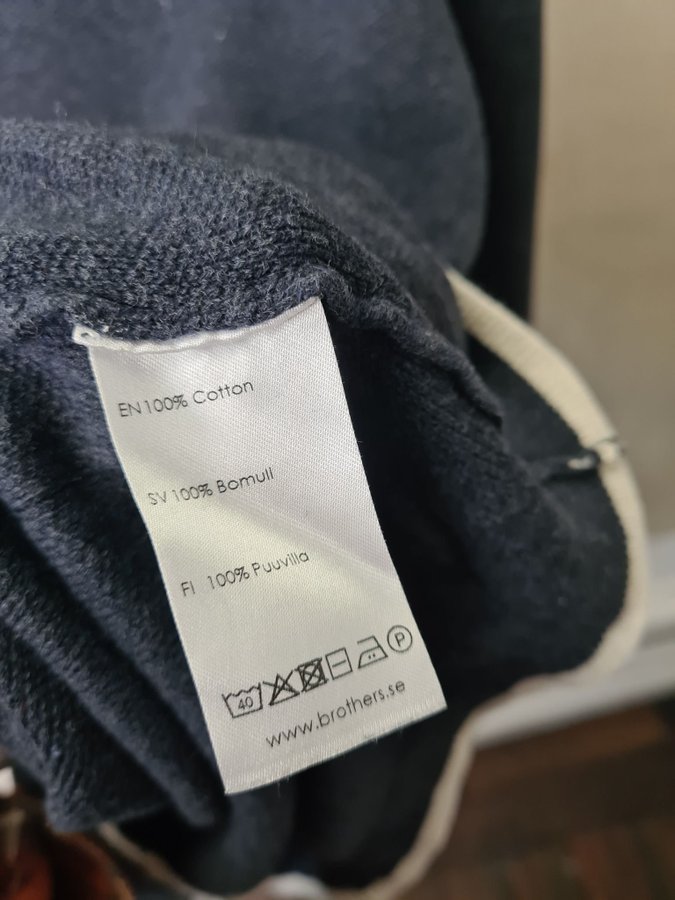 EN 100% Cotton
SV 100% Bomull
FI 100% Puuvilla
40 P
www.brothers.se